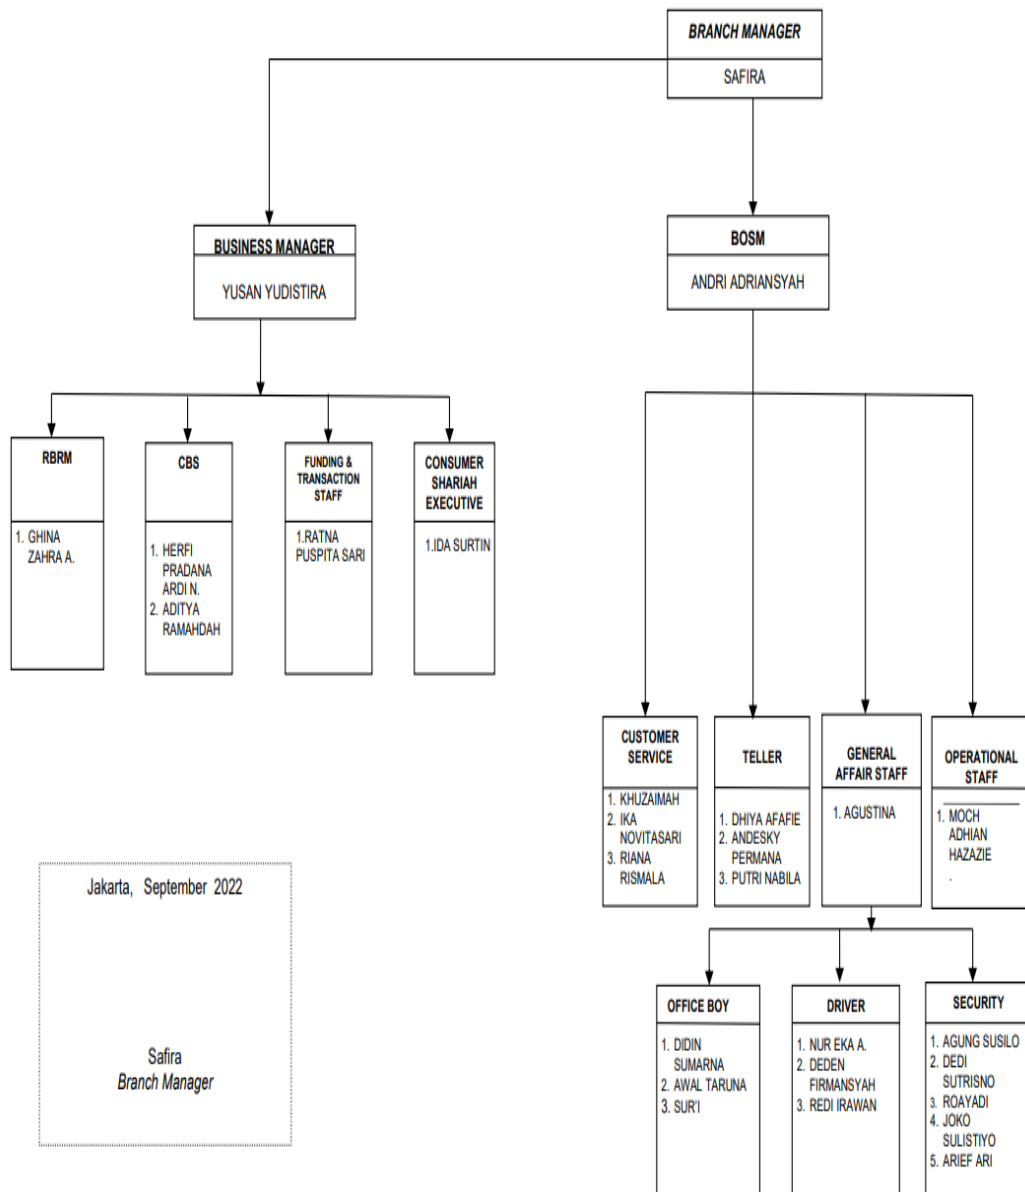 BRANCH MANAGER
SAFIRA
BUSINESS MANAGER
YUSAN YUDISTIRA
BOSM
ANDRI ADRIANSYAH
RBRM
1. GHINA
ZAHRA A.
CBS
1. HERFI
PRADANA
ARDI N.
2. ADITYA
RAMAHDAH
FUNDING &
TRANSACTION
STAFF
1.RATNA
PUSPITA SARI
CONSUMER
SHARIAH
EXECUTIVE
1.IDA SURTIN
CUSTOMER
SERVICE
1. KHUZAIMAH
2. IKA
NOVITASARI
3. RIANA
RISMALA
TELLER
1. DHIYA AFAFIE
2. ANDESKY
PERMANA
3. PUTRI NABILA
GENERAL
AFFAIR STAFF
1. AGUSTINA
OPERATIONAL
STAFF
1. MOCH
ADHIAN
HAZAZIE
.
OFFICE BOY
1. DIDIN
SUMARNA
2. AWAL TARUNA
3. SUR'I
DRIVER
1. NUR EKA A.
2. DEDEN
FIRMANSYAH
3. REDI IRAWAN
SECURITY
1. AGUNG SUSILO
2. DEDI
SUTRISNO
3. ROAYADI
4. JOKO
SULISTIYO
5. ARIEF ARI
Jakarta, September 2022
Safira
Branch Manager